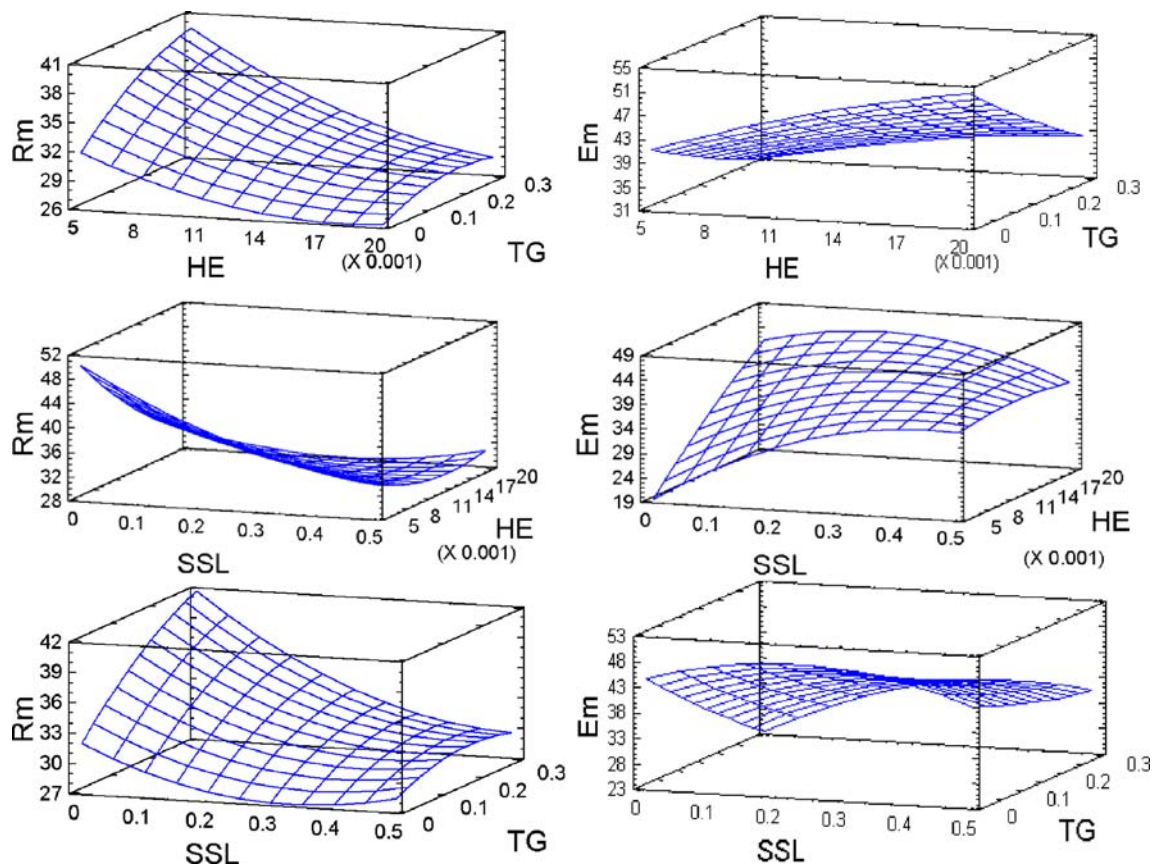 41
38
35
32
29
26
Rm
5 8 11 14 17 20
(X 0.001)
HE
0 0.1 0.2 0.3
TG
55
51
47
43
39
35
31
Em
5 8 11 14 17 20
(X 0.001)
HE
0 0.1 0.2 0.3
TG
52
48
44
40
36
32
28
Rm
0 0.1 0.2 0.3 0.4 0.5
SSL
5 8 11 14 17 20
HE
(X 0.001)
49
44
39
34
29
24
19
Em
0 0.1 0.2 0.3 0.4 0.5
SSL
5 8 11 14 17 20
HE
(X 0.001)
42
39
36
33
30
27
Rm
0 0.1 0.2 0.3 0.4 0.5
SSL
0 0.1 0.2 0.3
TG
53
48
43
38
33
28
23
Em
0 0.1 0.2 0.3 0.4 0.5
SSL
0 0.1 0.2 0.3
TG